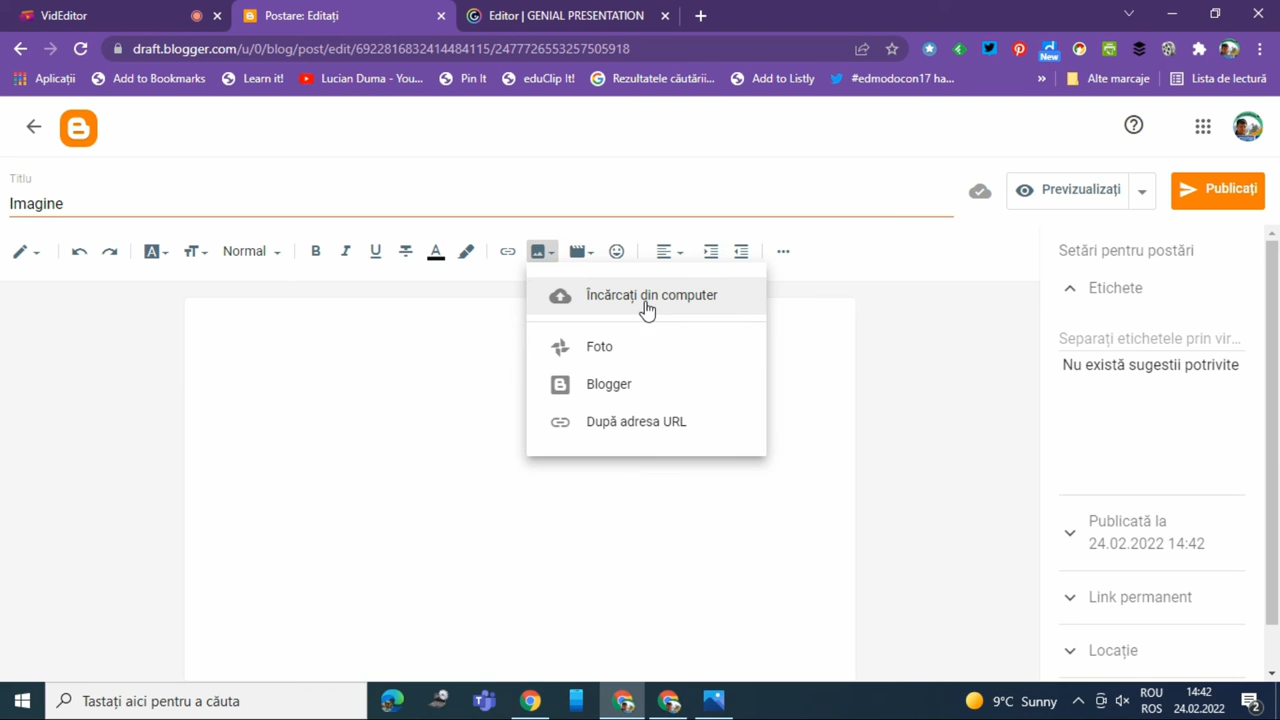 VidEditor
Postare: Editați
Editor | GENIAL PRESENTATION
draft.blogger.com/u/0/blog/post/edit/6922816832414484115/2477726553257505918
New
Aplicații
Add to Bookmarks
Learn it!
Lucian Duma - You...
Pin It
eduClip It!
Rezultatele căutării...
Add to Listly
#edmodocon17 ha...
»
Alte marcaje
Lista de lectură
Titlu
Imagine
Previzualizați
Publicați
Normal
B
I
U
A
Setări pentru postări
Etichete
Separați etichetele prin vir...
Nu există sugestii potrivite
Încărcați din computer
Foto
Blogger
După adresa URL
Publicată la
24.02.2022 14:42
Link permanent
Locație
Tastați aici pentru a căuta
9°C Sunny
ROU
ROS
14:42
24.02.2022
2